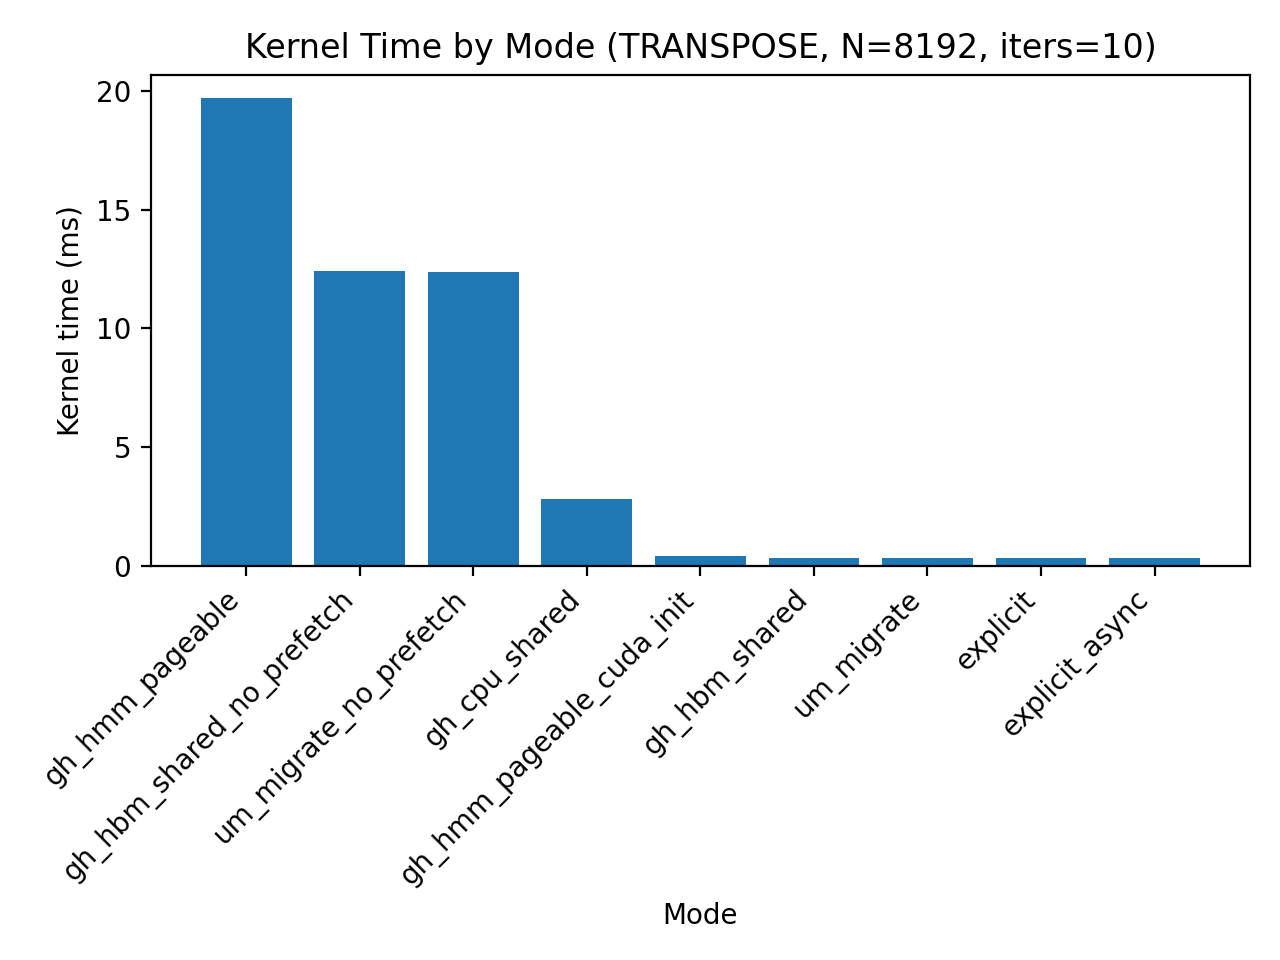 Kernel Time by Mode (TRANSPOSE, N=8192, iters=10)
Kernel time (ms)
20
15
10
5
0
gh_hmm_pageable
gh_hbm_shared_no_prefetch
um_migrate_no_prefetch
gh_cpu_shared
gh_hmm_pageable_cuda_init
gh_hbm_shared
um_migrate
explicit
explicit_async
Mode